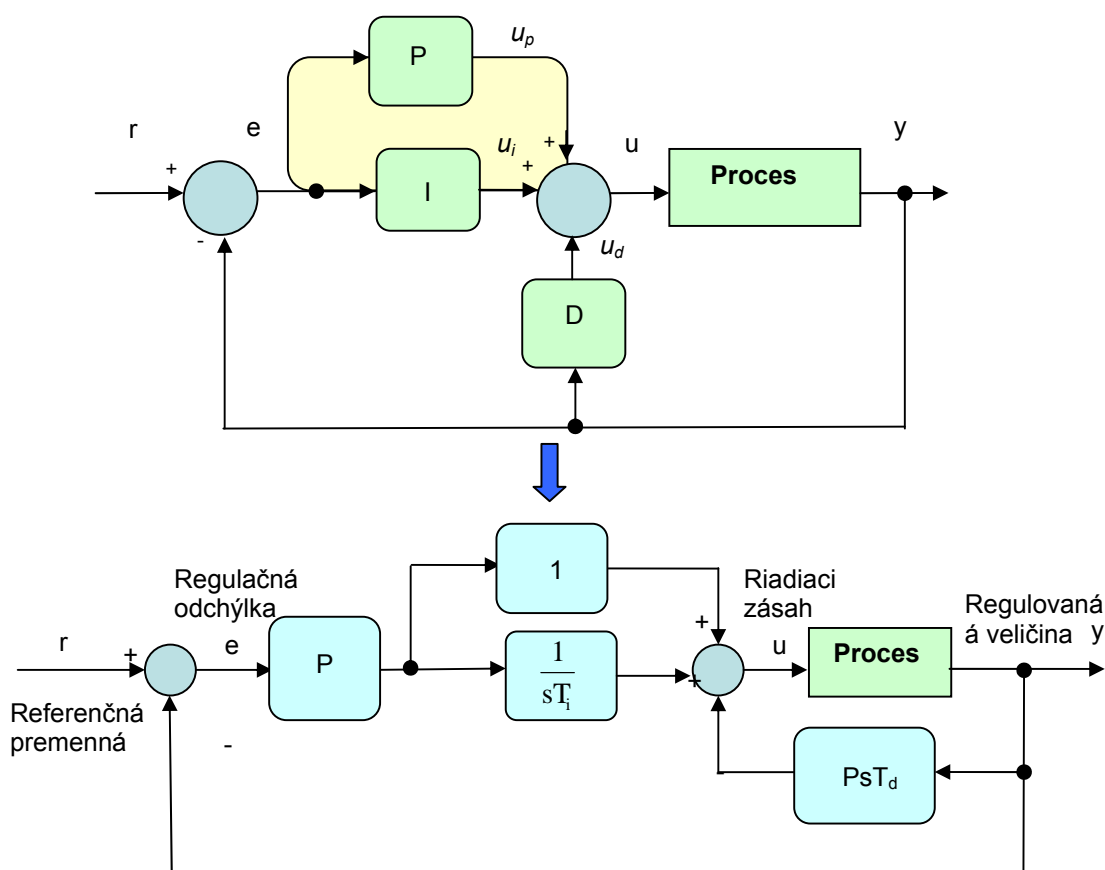 P
u_p
r
e
u_i
+
u
y
+
+
I
Proces
-
u_d
D
1
Regulačná
odchýlka
Riadiaci
zásah
Regulovaná
á veličina
y
r
+
e
P
1
sT_i
+
+
u
Proces
Referenčná
premenná
-
PsT_d